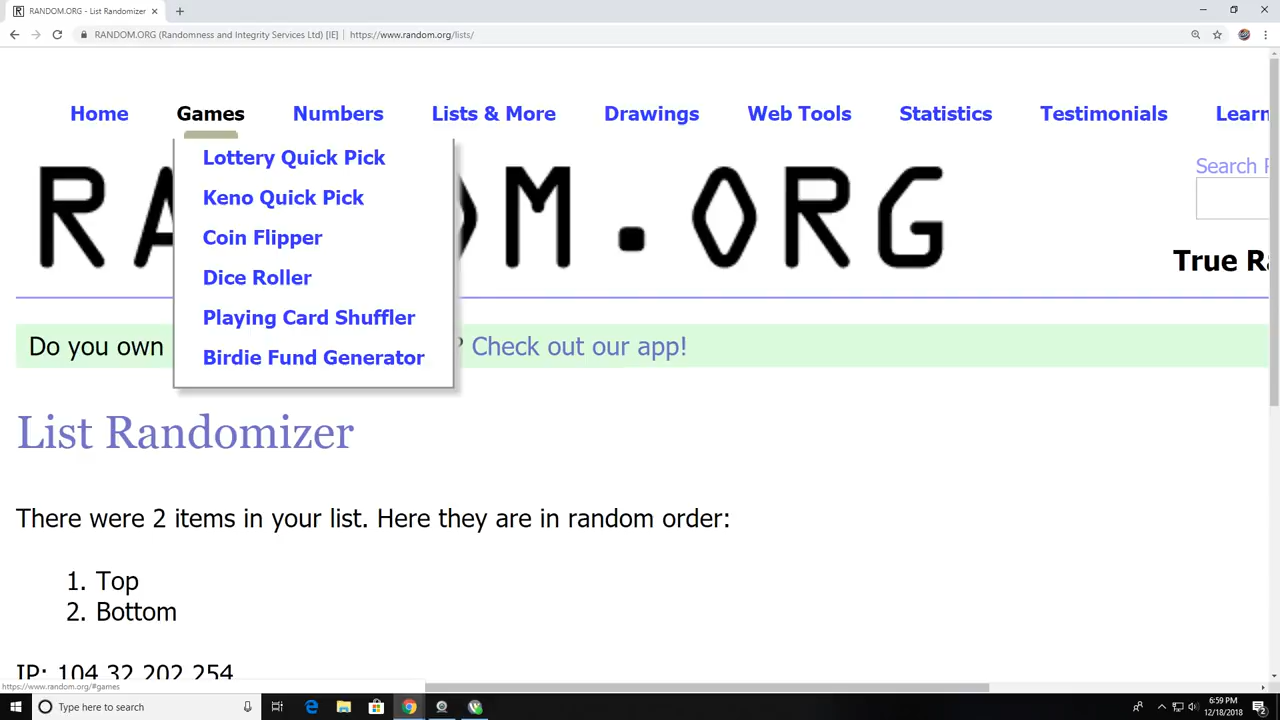 RANDOM.ORG - List Randomizer
RANDOM.ORG (Randomness and Integrity Services Ltd) [IE] https://www.random.org/lists/
Home Games Numbers Lists & More Drawings Web Tools Statistics Testimonials Learn
Lottery Quick Pick
Keno Quick Pick
Coin Flipper
Dice Roller
Playing Card Shuffler
Birdie Fund Generator
Search
True
Do you own ? Check out our app!
List Randomizer
There were 2 items in your list. Here they are in random order:
1. Top
2. Bottom
IP: 104.32.202.254
https://www.random.org/#games
Type here to search
6:59 PM
12/18/2018